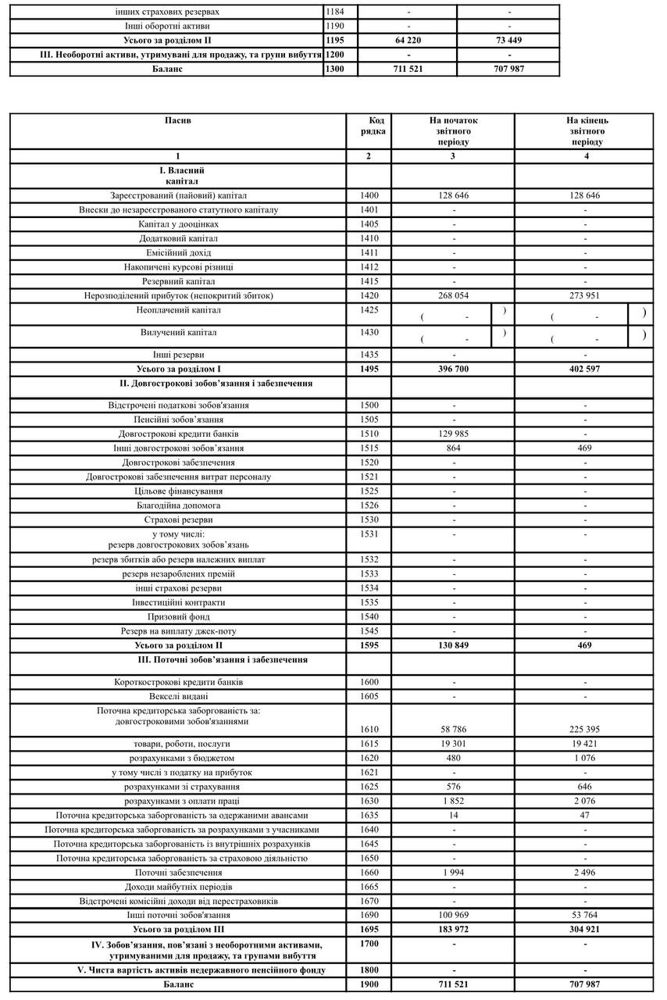 інших страхових резервах 1184 - -
Інші оборотні активи 1190 - -
Усього за розділом II 1195 64 220 73 449
III. Необоротні активи, утримувані для продажу, та групи вибуття 1200 - -
Баланс 1300 711 521 707 987
Пасив Код рядка На початок звітного періоду На кінець звітного періоду
1 2 3 4
I. Власний
капітал
Зареєстрований (пайовий) капітал 1400 128 646 128 646
Внески до незареєстрованого статутного капіталу 1401 - -
Капітал у дооцінках 1405 - -
Додатковий капітал 1410 - -
Емісійний дохід 1411 - -
Накопичені курсові різниці 1412 - -
Резервний капітал 1415 - -
Нерозподілений прибуток (непокритий збиток) 1420 268 054 273 951
Неоплачений капітал 1425 ( - ) ( - )
Вилучений капітал 1430 ( - ) ( - )
Інші резерви 1435 - -
Усього за розділом I 1495 396 700 402 597
II. Довгострокові зобов’язання і забезпечення
Відстрочені податкові зобов'язання 1500 - -
Пенсійні зобов’язання 1505 - -
Довгострокові кредити банків 1510 129 985 -
Інші довгострокові зобов’язання 1515 864 469
Довгострокові забезпечення 1520 - -
Довгострокові забезпечення витрат персоналу 1521 - -
Цільове фінансування 1525 - -
Благодійна допомога 1526 - -
Страхові резерви 1530 - -
у тому числі: 1531 - -
резерв довгострокових зобов’язань
резерв збитків або резерв належних виплат 1532 - -
резерв незароблених премій 1533 - -
інші страхові резерви 1534 - -
Інвестиційні контракти 1535 - -
Призовий фонд 1540 - -
Резерв на виплату джек-поту 1545 - -
Усього за розділом II 1595 130 849 469
III. Поточні зобов’язання і забезпечення
Короткострокові кредити банків 1600 - -
Векселі видані 1605 - -
Поточна кредиторська заборгованість за:
довгостроковими зобов'язаннями
1610 58 786 225 395
товари, роботи, послуги 1615 19 301 19 421
розрахунками з бюджетом 1620 480 1 076
у тому числі з податку на прибуток 1621 - -
розрахунками зі страхування 1625 576 646
розрахунками з оплати праці 1630 1 852 2 076
Поточна кредиторська заборгованість за одержаними авансами 1635 14 47
Поточна кредиторська заборгованість за розрахунками з учасниками 1640 - -
Поточна кредиторська заборгованість із внутрішніх розрахунків 1645 - -
Поточна кредиторська заборгованість за страховою діяльністю 1650 - -
Поточні забезпечення 1660 1 994 2 496
Доходи майбутніх періодів 1665 - -
Відстрочені комісійні доходи від перестраховиків 1670 - -
Інші поточні зобов'язання 1690 100 969 53 764
Усього за розділом III 1695 183 972 304 921
IV. Зобов’язання, пов’язані з необоротними активами, 1700 - -
утримуваними для продажу, та групами вибуття
V. Чиста вартість активів недержавного пенсійного фонду 1800 - -
Баланс 1900 711 521 707 987